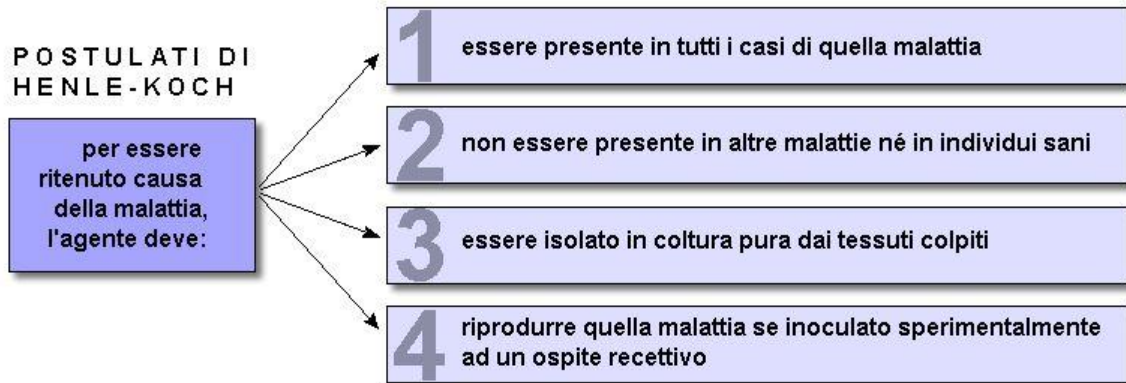 POSTULATI DI
HENLE-KOCH
per essere
ritenuto causa
della malattia,
l'agente deve:
1 essere presente in tutti i casi di quella malattia
2 non essere presente in altre malattie né in individui sani
3 essere isolato in coltura pura dai tessuti colpiti
4 riprodurre quella malattia se inoculato sperimentalmente
ad un ospite recettivo